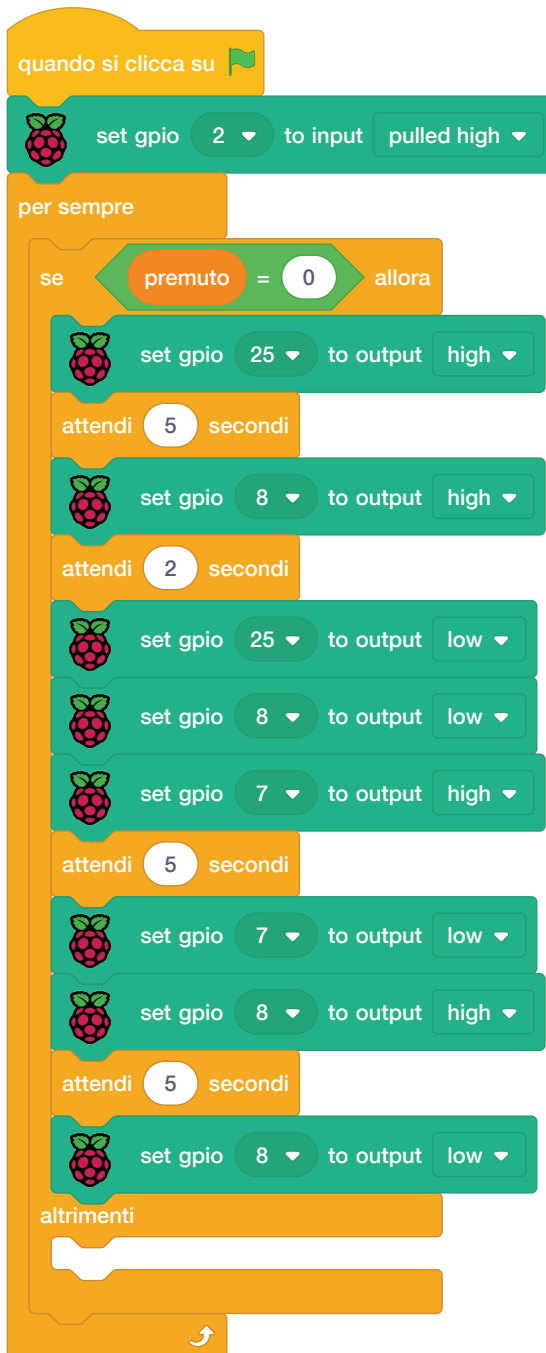 quando si clicca su
set gpio 2 to input pulled high
per sempre
se premuto = 0 allora
set gpio 25 to output high
attendi 5 secondi
set gpio 8 to output high
attendi 2 secondi
set gpio 25 to output low
set gpio 8 to output low
set gpio 7 to output high
attendi 5 secondi
set gpio 7 to output low
set gpio 8 to output high
attendi 5 secondi
set gpio 8 to output low
altrimenti